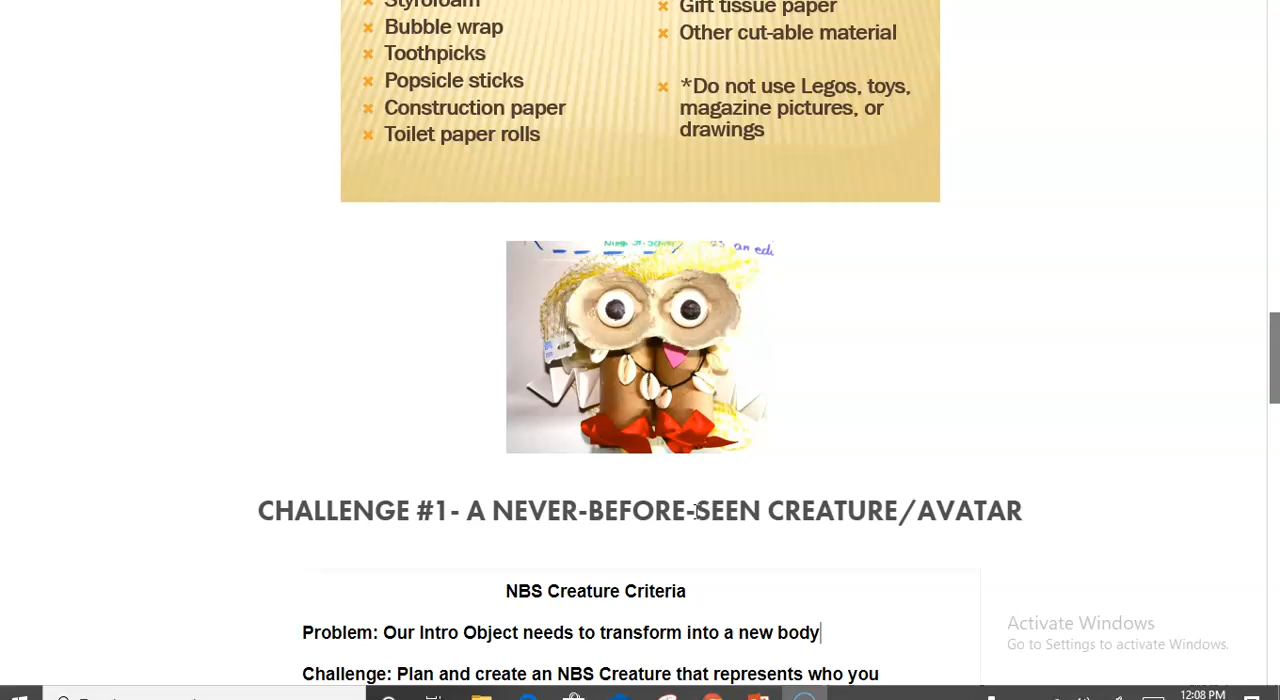 Styrofoam
Bubble wrap
Toothpicks
Popsicle sticks
Construction paper
Toilet paper rolls
Gift tissue paper
Other cut-able material
*Do not use Legos, toys,
magazine pictures, or
drawings
an edu
CHALLENGE #1- A NEVER-BEFORE-SEEN CREATURE/AVATAR
NBS Creature Criteria
Problem: Our Intro Object needs to transform into a new body
Challenge: Plan and create an NBS Creature that represents who you
Activate Windows
Go to Settings to activate Windows.
12:08 PM